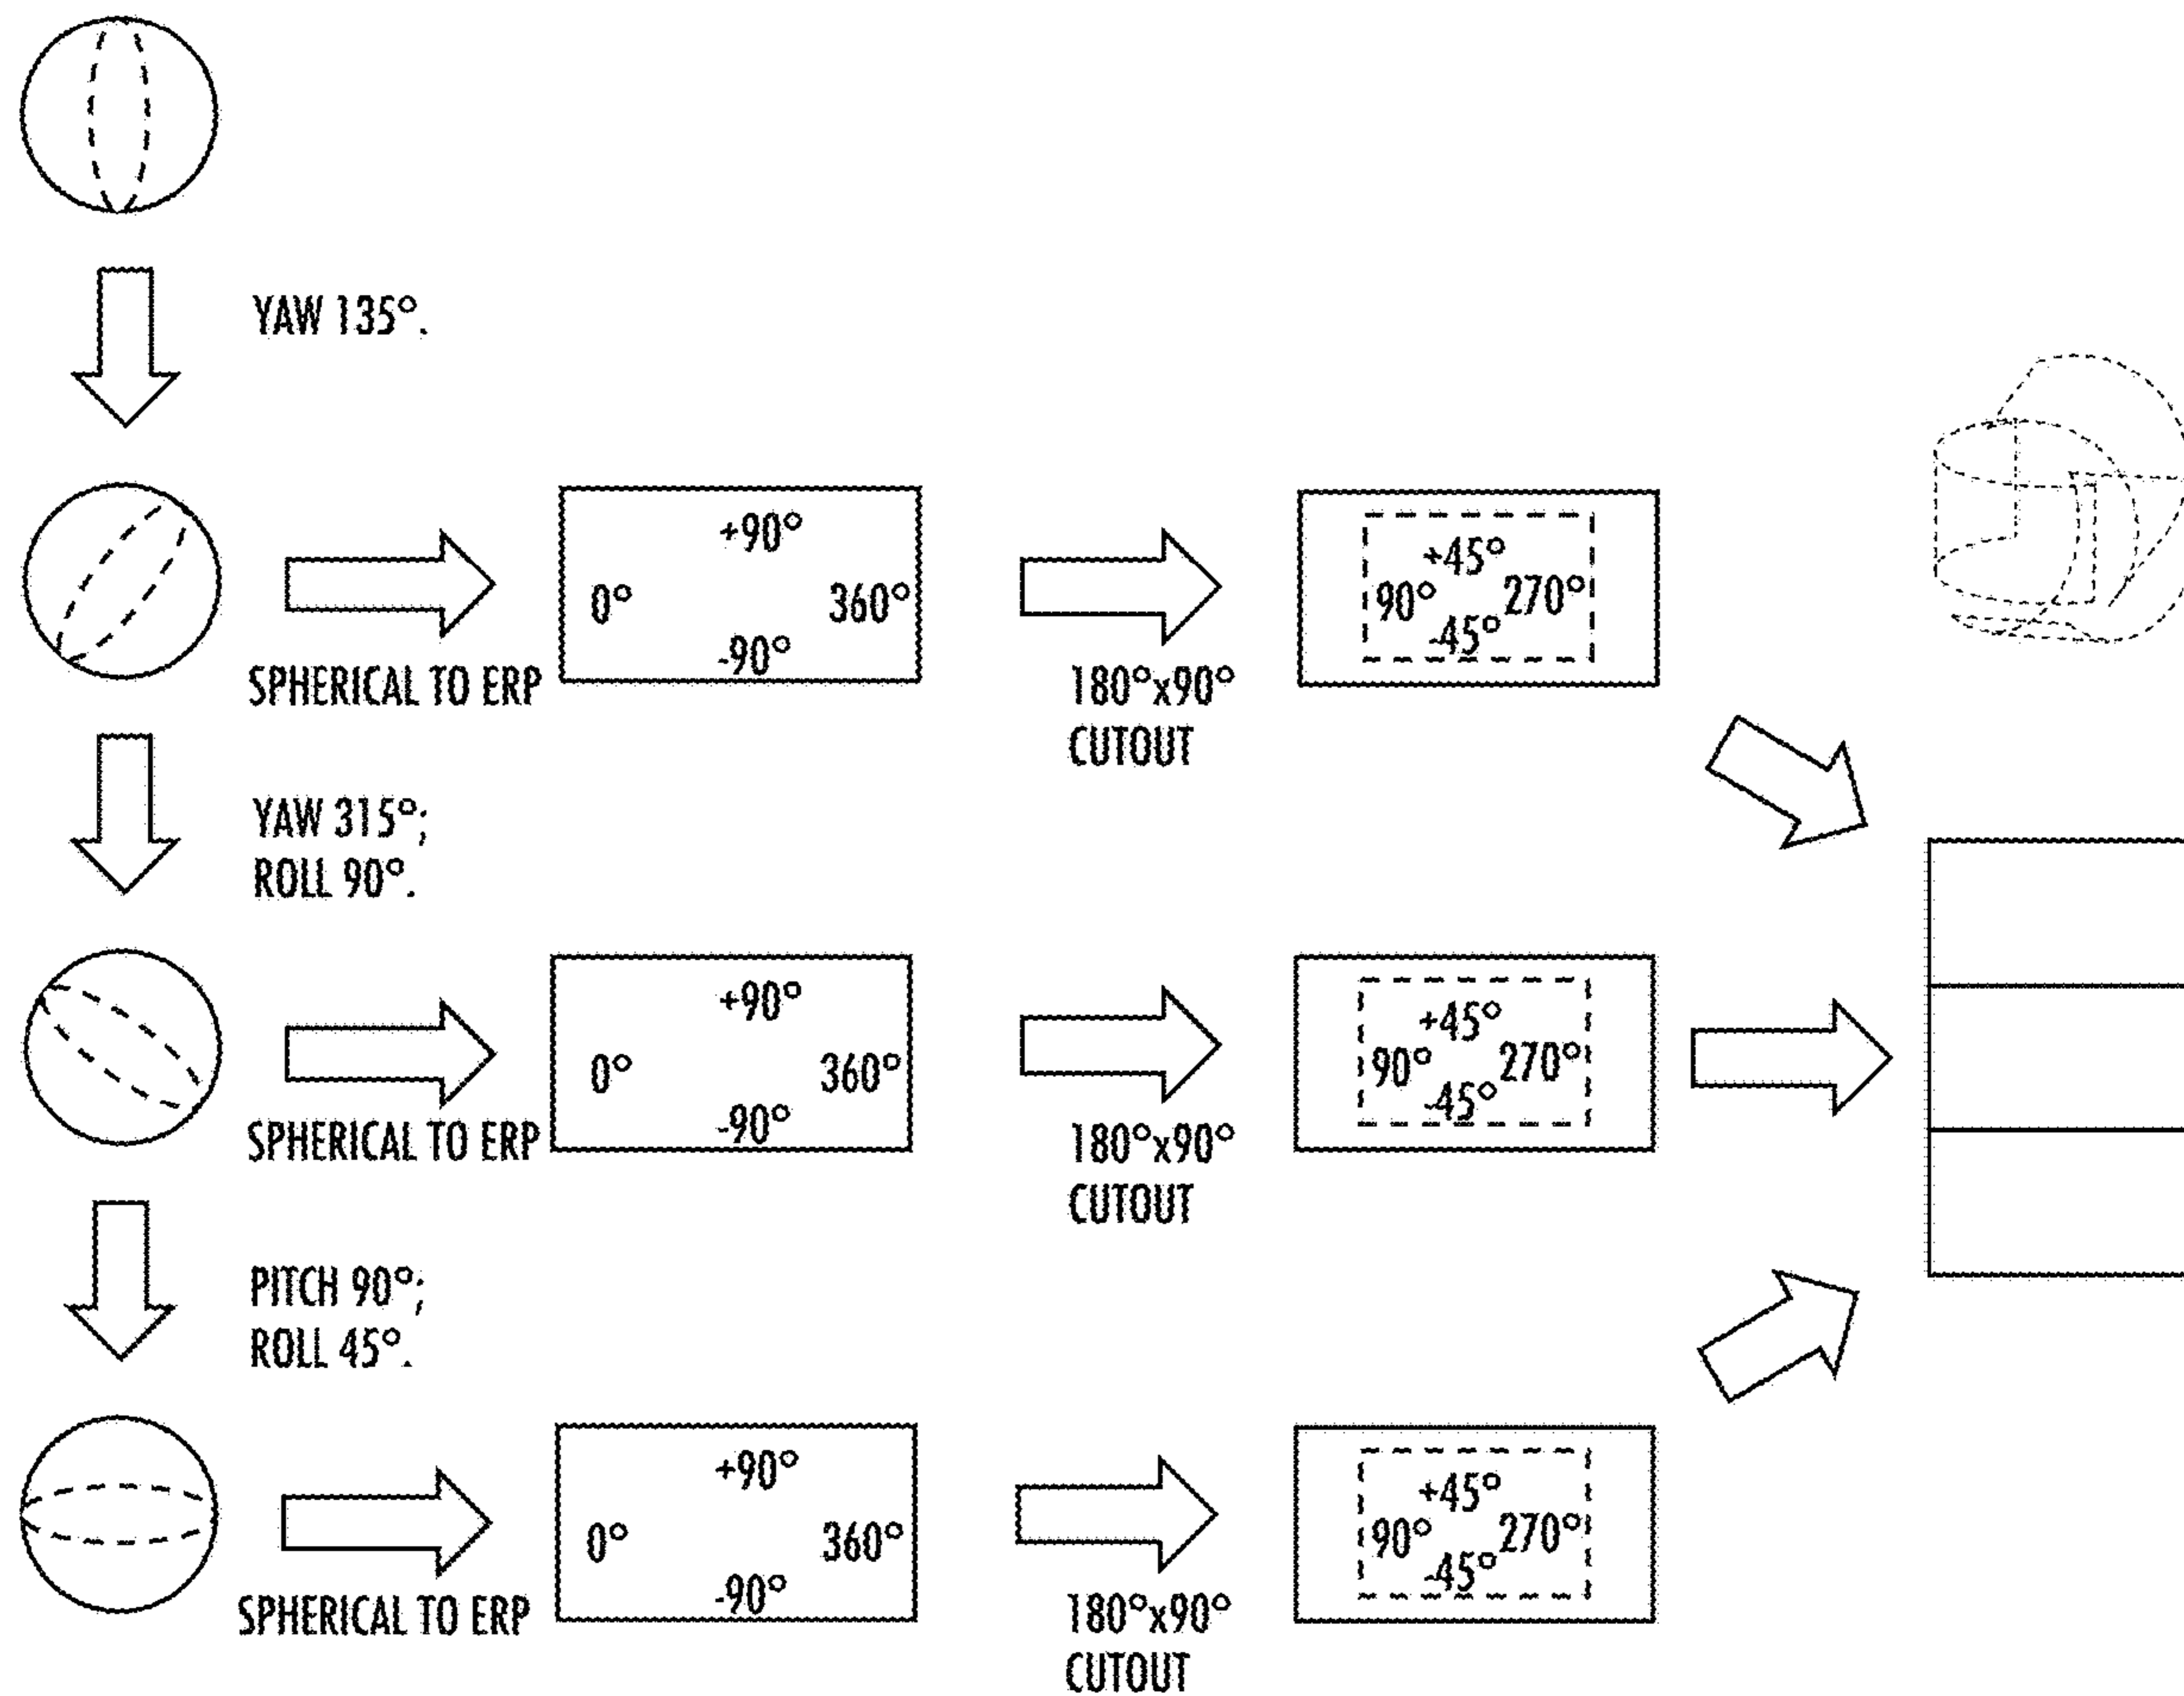 YAW 135°.
+90°
0°
360°
-90°
SPHERICAL TO ERP
180°x90°
CUTOUT
+45°
90°
270°
-45°
YAW 315°;
ROLL 90°.
+90°
0°
360°
-90°
SPHERICAL TO ERP
180°x90°
CUTOUT
+45°
90°
270°
-45°
PITCH 90°;
ROLL 45°.
+90°
0°
360°
-90°
SPHERICAL TO ERP
180°x90°
CUTOUT
+45°
90°
270°
-45°